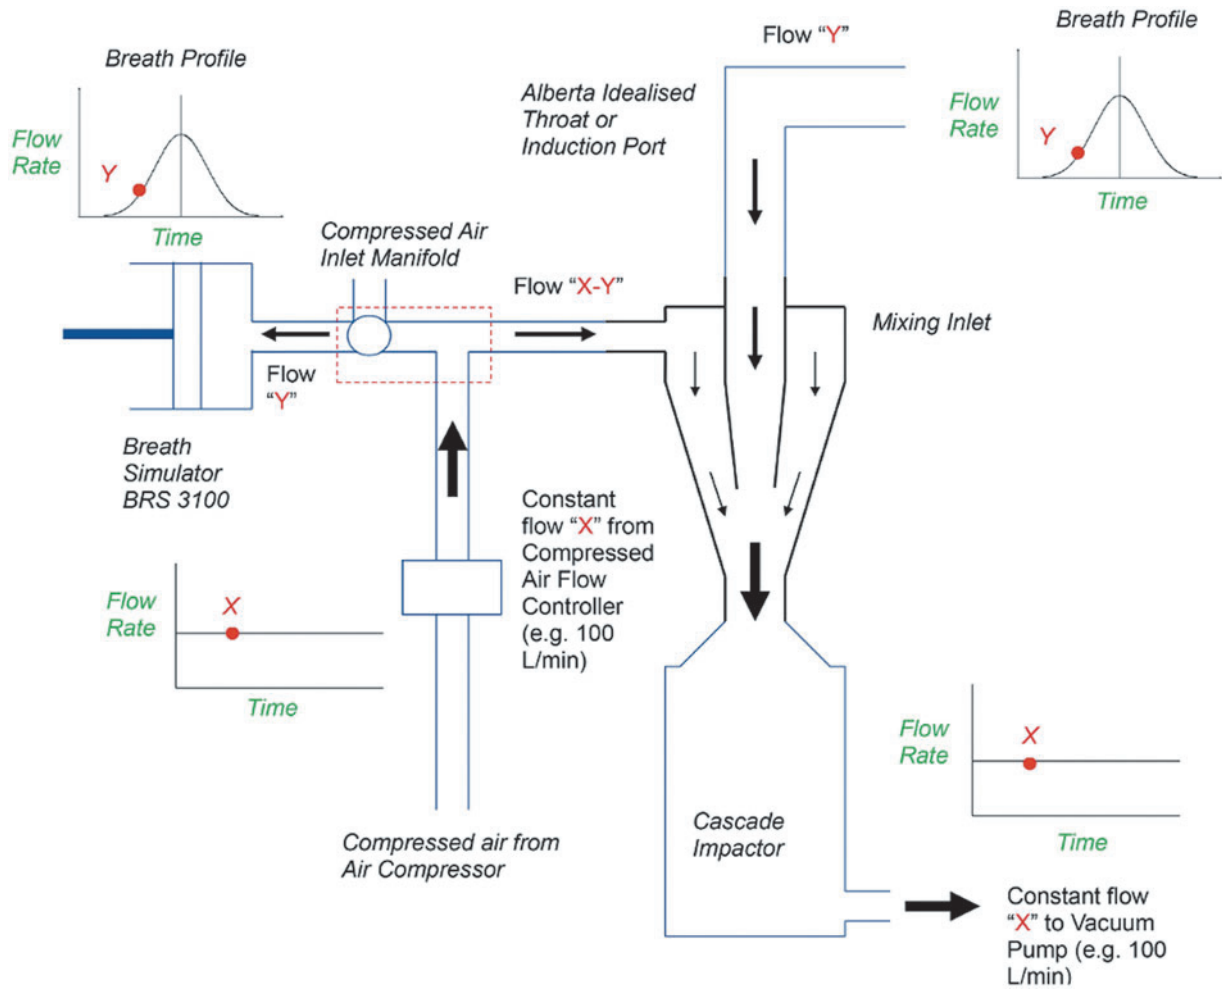 Breath Profile
Flow
Rate
Y
Time
Flow “Y”
Alberta Idealised
Throat or
Induction Port
Breath Profile
Flow
Rate
Y
Time
Compressed Air
Inlet Manifold
Flow “X-Y”
Mixing Inlet
Flow
“Y”
Breath
Simulator
BRS 3100
Constant
flow “X” from
Compressed
Air Flow
Controller
(e.g. 100
L/min)
Flow
Rate
X
Time
Compressed air from
Air Compressor
Cascade
Impactor
Flow
Rate
X
Time
Constant flow
“X” to Vacuum
Pump (e.g. 100
L/min)